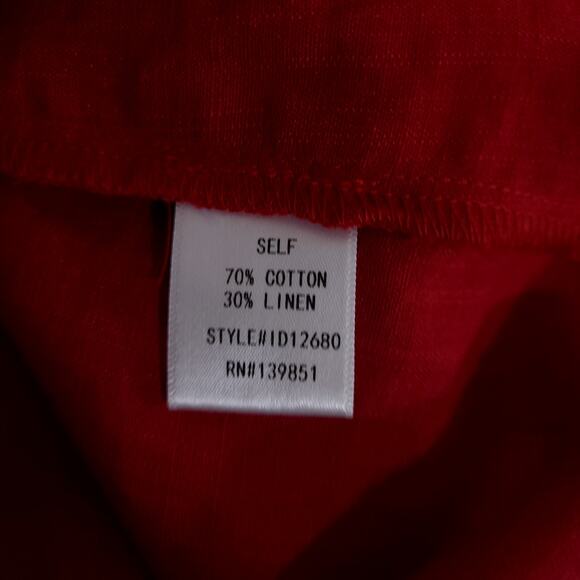 SELF
70% COTTON
30% LINEN
STYLE#ID12680
RN#139851